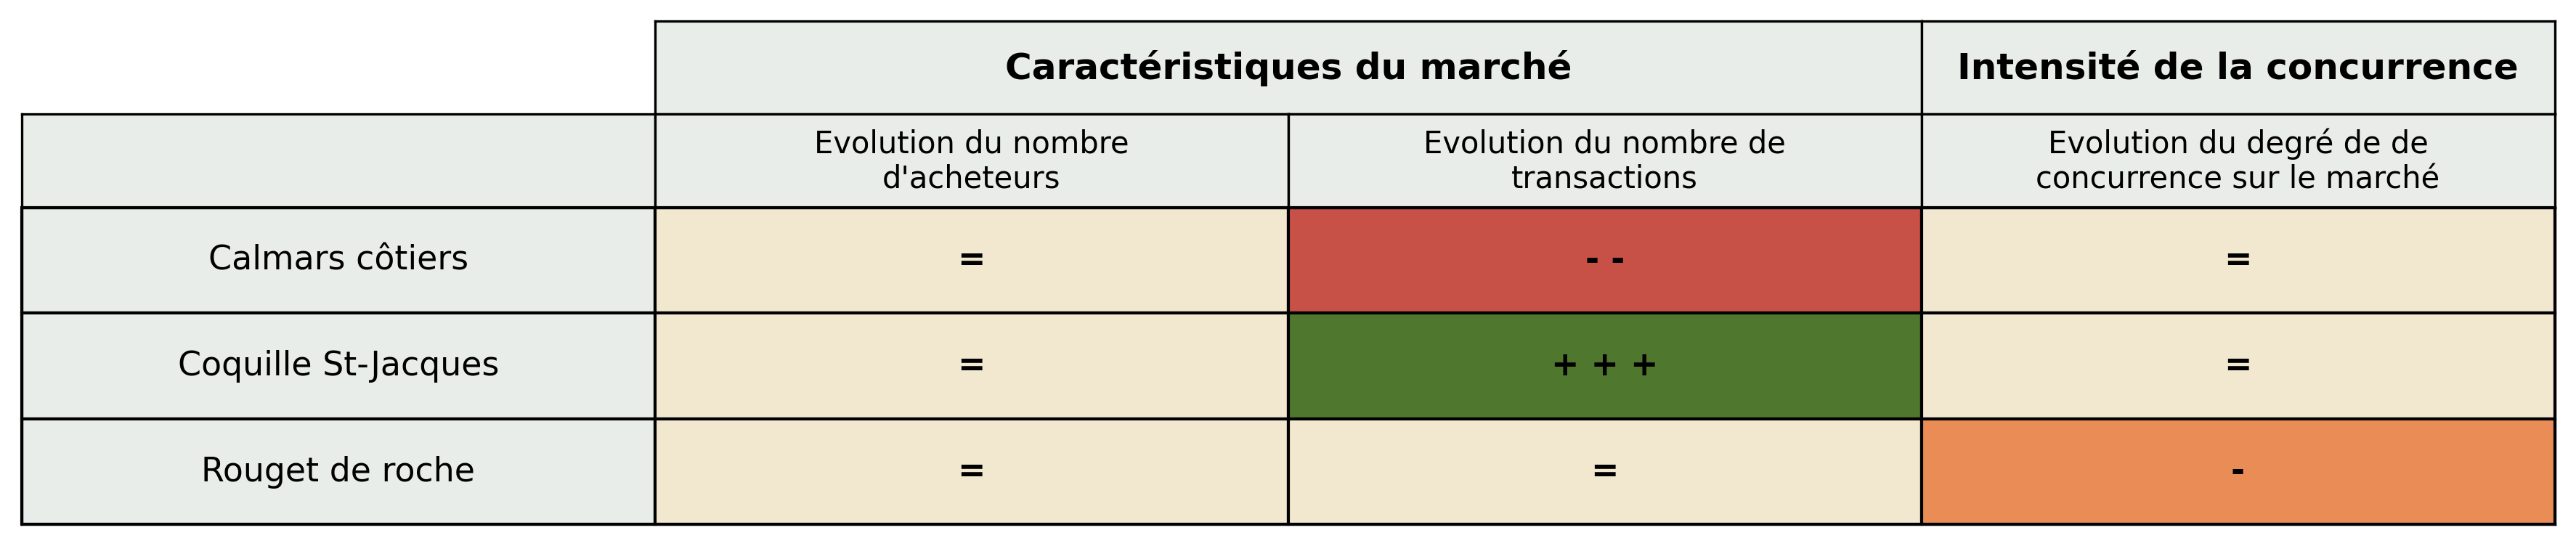 Caractéristiques du marché
Intensité de la concurrence
Evolution du nombre
d'acheteurs
Evolution du nombre de
transactions
Evolution du degré de de
concurrence sur le marché
Calmars côtiers
=
- -
=
Coquille St-Jacques
=
+ + +
=
Rouget de roche
=
=
-